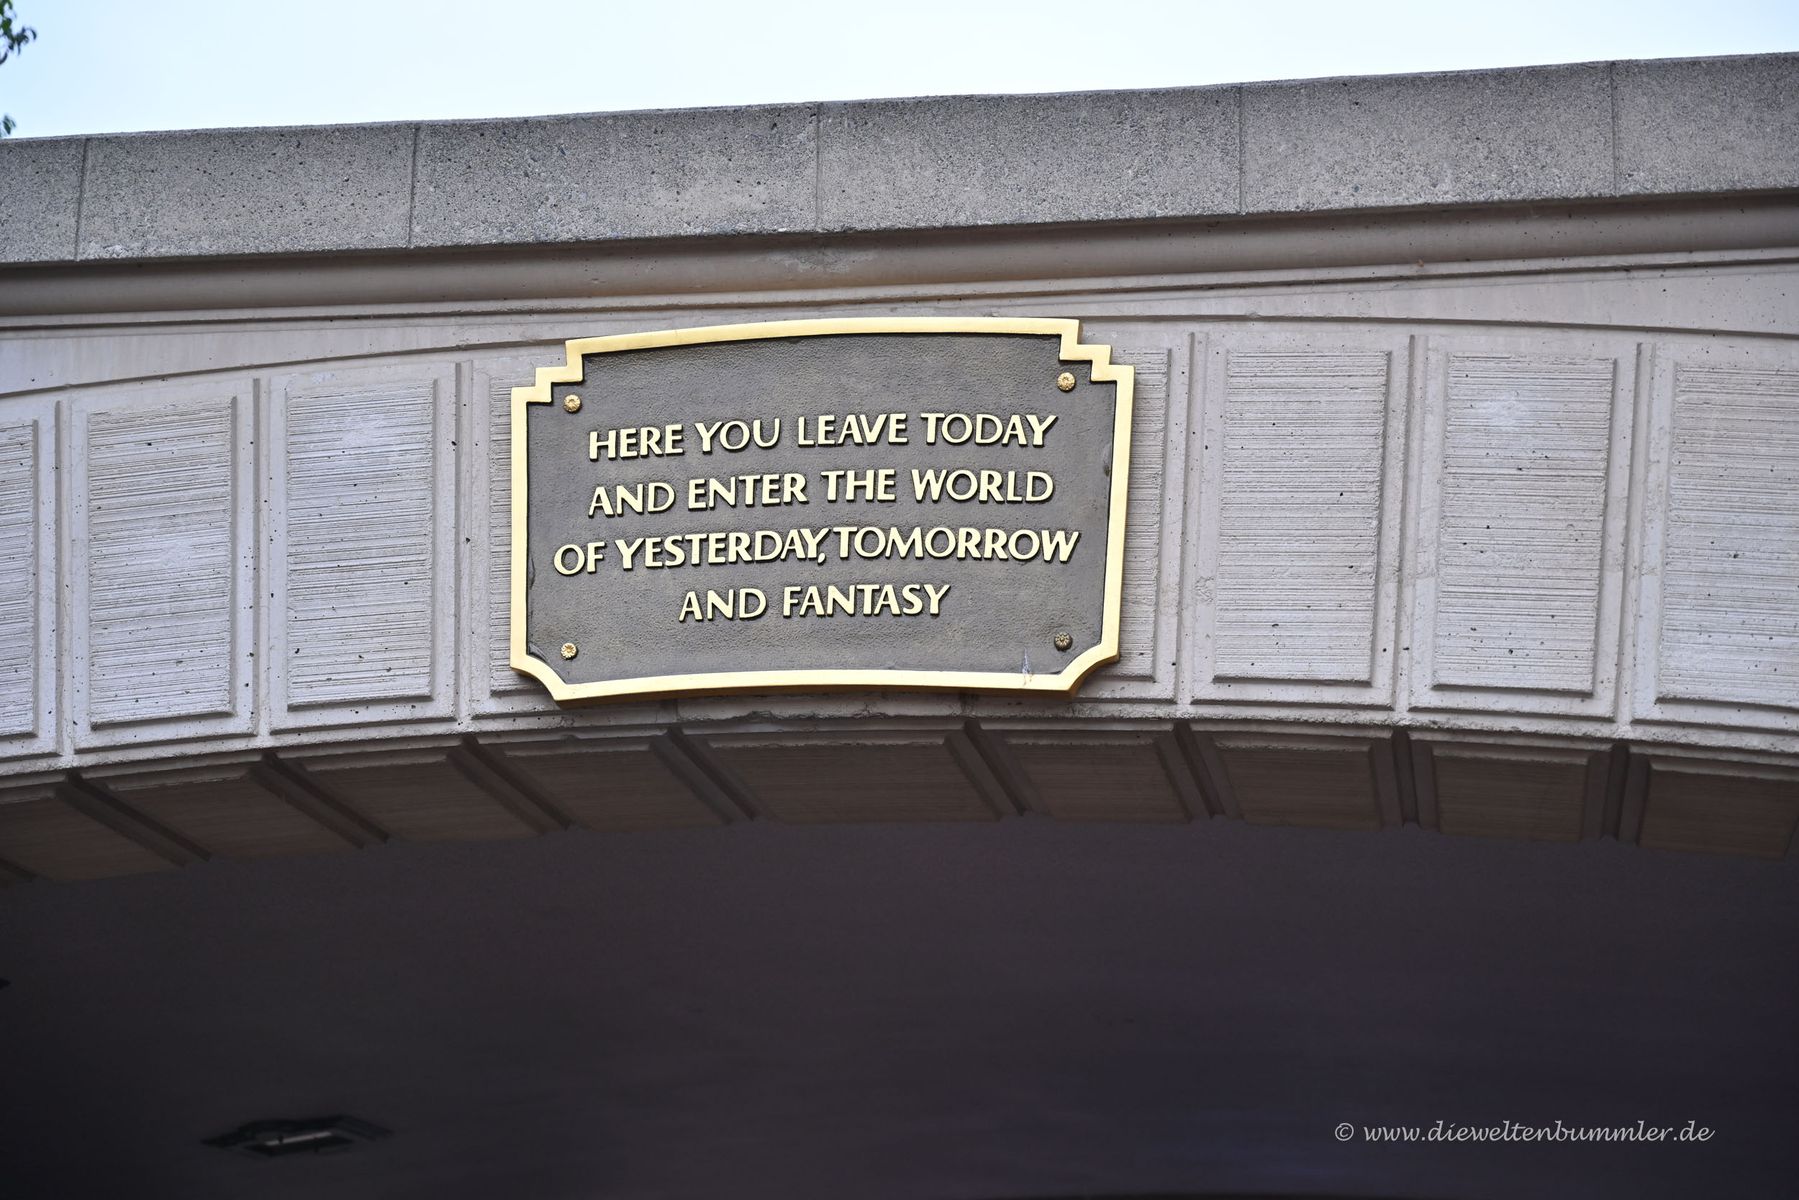 HERE YOU LEAVE TODAY
AND ENTER THE WORLD
OF YESTERDAY, TOMORROW
AND FANTASY
© www.dieweltenbummler.de